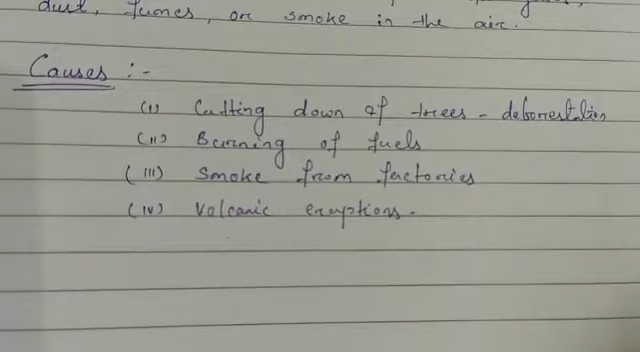 dust, fumes, or smoke in the air.
Causes :-
(i) Cutting down of trees - deforrestation
(ii) Burning of fuels
(iii) Smoke from factories
(iv) Volcanic eruptions.